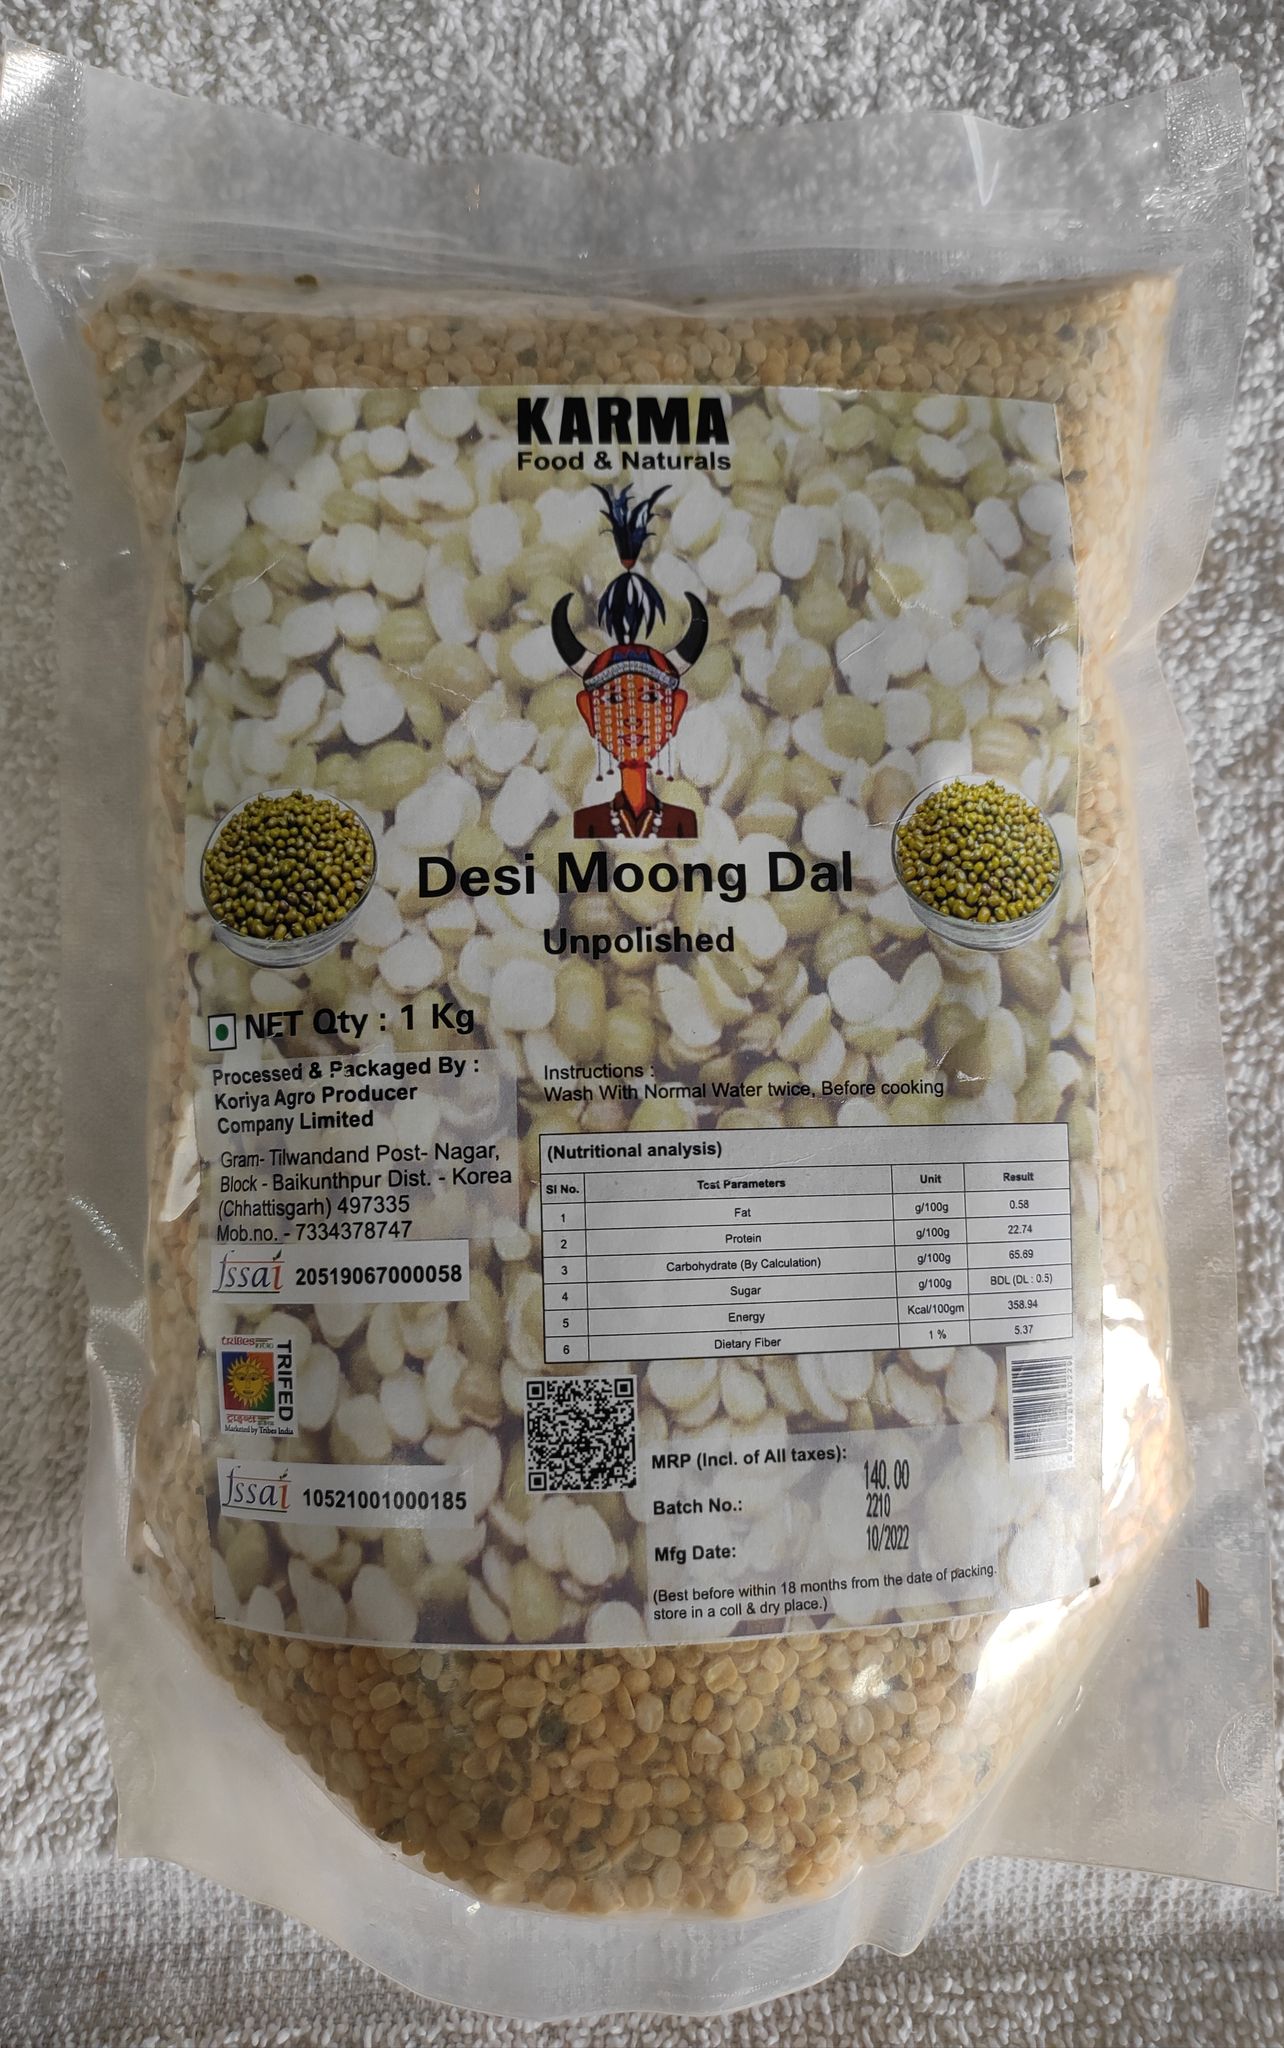 KARMA
Food & Naturals
Desi Moong Dal
Unpolished
NET Qty : 1 Kg
Processed & Packaged By :
Koriya Agro Producer
Company Limited
Gram- Tilwandand Post- Nagar,
Block - Baikunthpur Dist. - Korea
(Chhattisgarh) 497335
Mob.no. - 7334378747
fssai 20519067000058
TRIBES INDIA
TRIFED
ट्राइब्स
Marketed by Tribes India
fssai 10521001000185
Instructions :
Wash With Normal Water twice, Before cooking
(Nutritional analysis)
Sl No. Test Parameters Unit Result
1 Fat g/100g 0.58
2 Protein g/100g 22.74
3 Carbohydrate (By Calculation) g/100g 65.69
4 Sugar g/100g BDL (DL : 0.5)
5 Energy Kcal/100gm 358.94
6 Dietary Fiber 1 % 5.37
MRP (Incl. of All taxes): 140.00
Batch No.: 2210
Mfg Date: 10/2022
(Best before within 18 months from the date of packing.
store in a coll & dry place.)